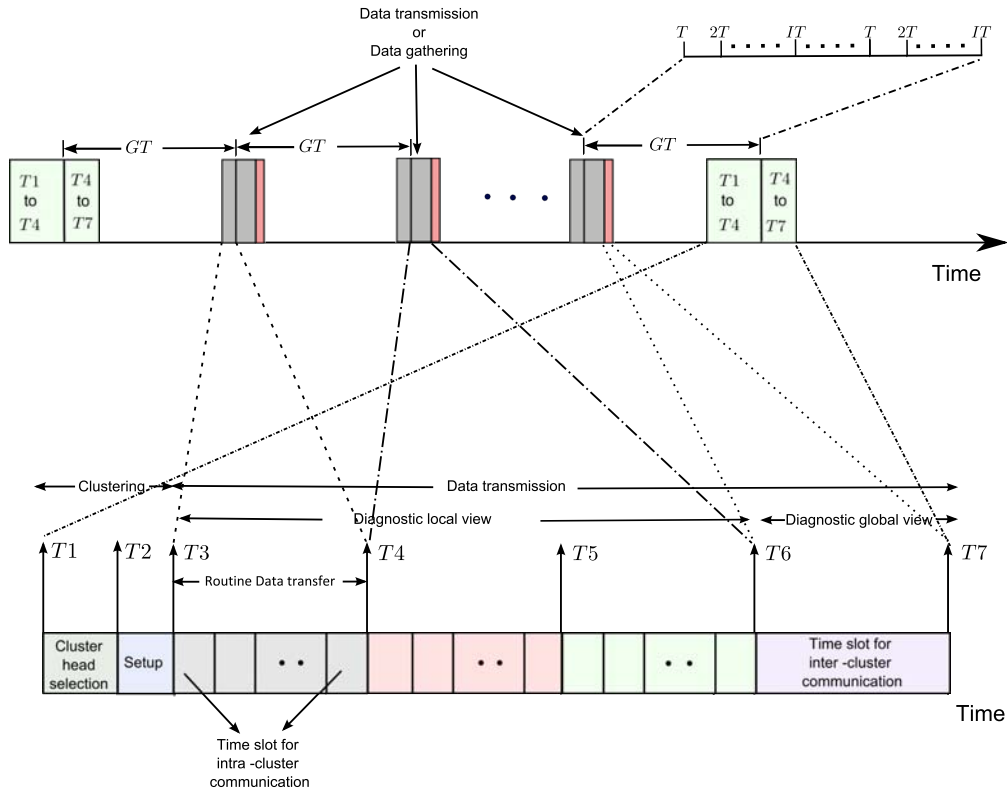 Data transmission
or
Data gathering
T 2T IT T 2T IT
GT GT GT
T1
to
T4
T4
to
T7
T1
to
T4
T4
to
T7
Time
Clustering
Data transmission
Diagnostic local view
Diagnostic global view
T1 T2 T3 T4 T5 T6 T7
Routine Data transfer
Cluster
head
selection
Setup
Time slot for
inter -cluster
communication
Time
Time slot for
intra -cluster
communication